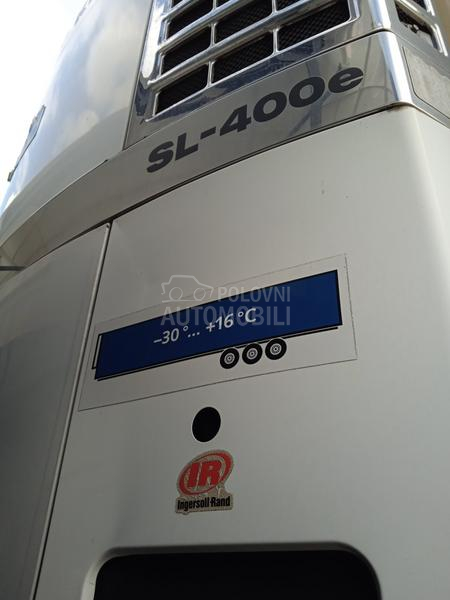 SL-400e
POLOVNI
AUTOMOBILI
-30°... +16°C
IR
Ingersoll-Rand